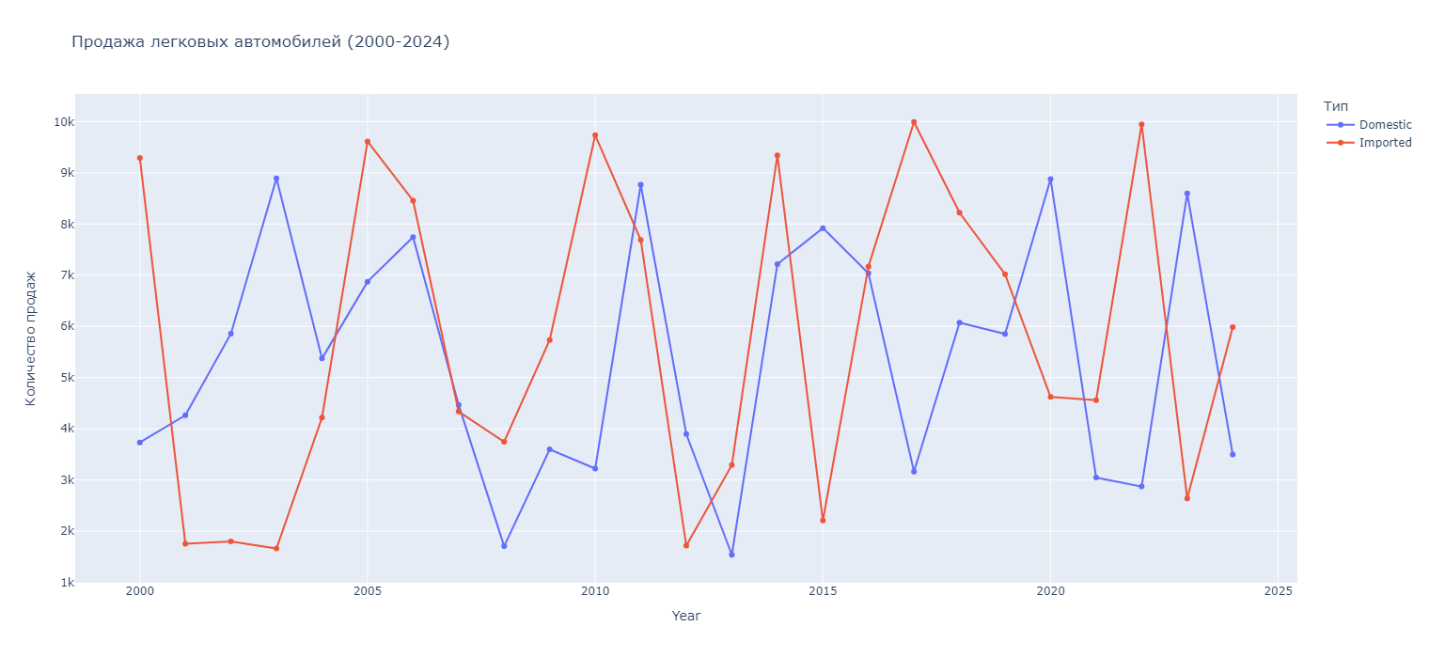 Продажа легковых автомобилей (2000-2024)
Тип
Domestic
Imported
Количество продаж
10k
9k
8k
7k
6k
5k
4k
3k
2k
1k
2000
2005
2010
2015
2020
2025
Year